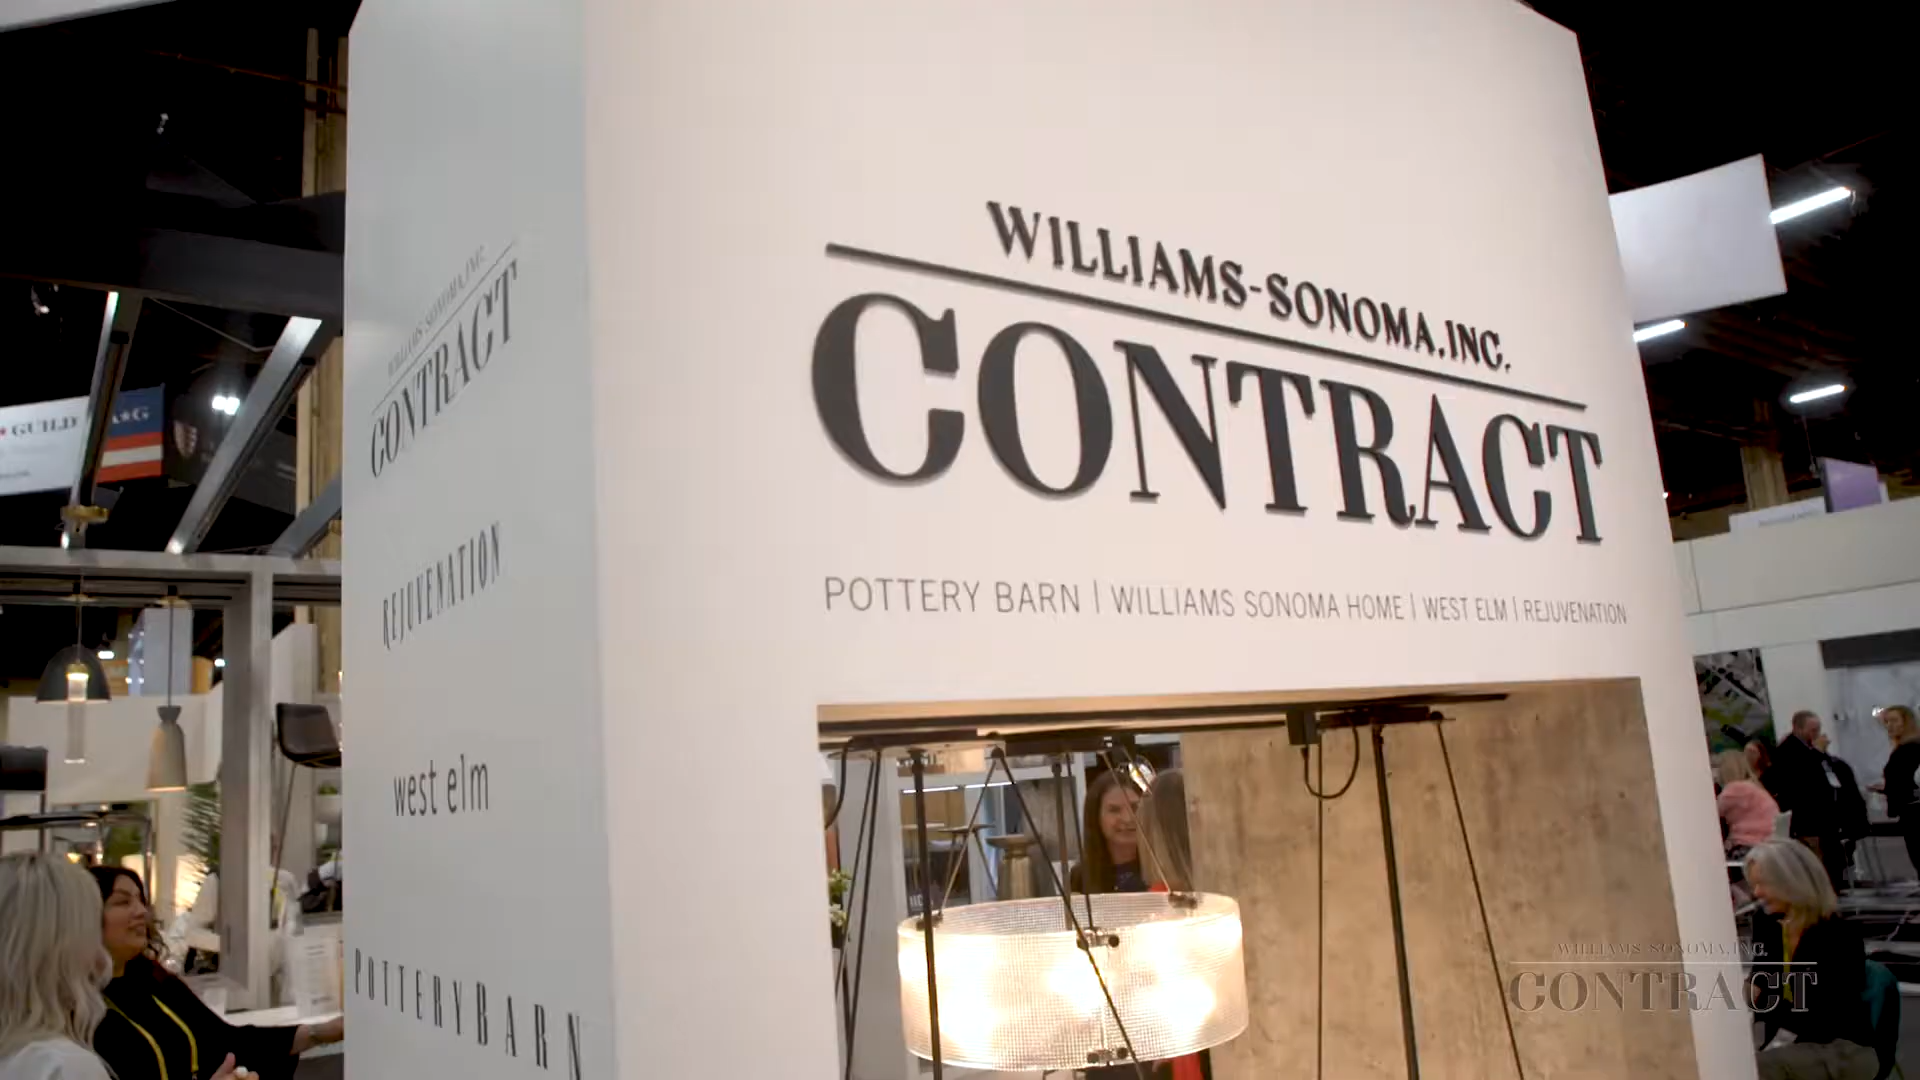 WILLIAMS-SONOMA, INC.
CONTRACT
POTTERY BARN | WILLIAMS SONOMA HOME | WEST ELM | REJUVENATION
WILLIAMS-SONOMA, INC.
CONTRACT
REJUVENATION
west elm
POTTERYBARN
GUILD
A★G
WILLIAMS-SONOMA, INC.
CONTRACT